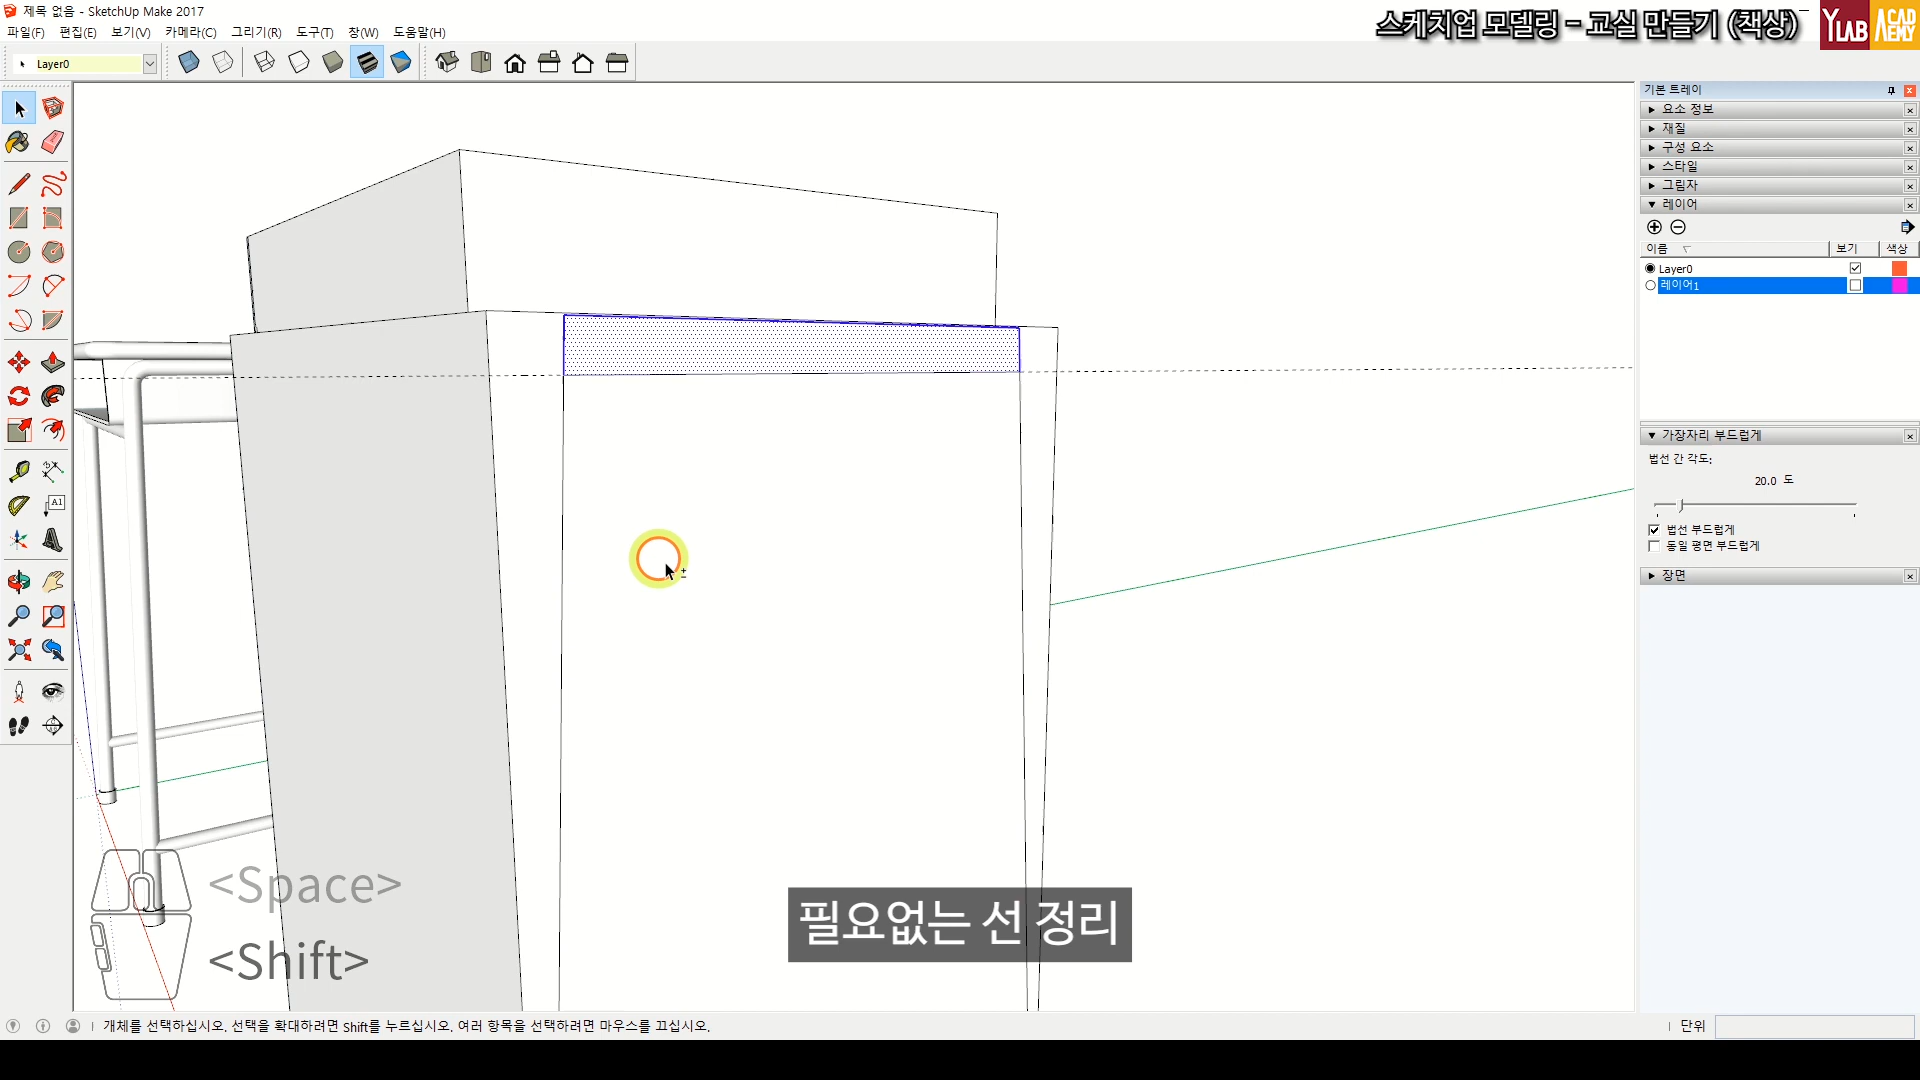 제목 없음 - SketchUp Make 2017
스케치업 모델링 - 교실 만들기 (책상)
YLAB ACADEMY
파일(F) 편집(E) 보기(V) 카메라(C) 그리기(R) 도구(T) 창(W) 도움말(H)
Layer0
A1
기본 트레이
요소 정보
재질
구성 요소
스타일
그림자
레이어
이름 보기 색상
Layer0
레이어1
가장자리 부드럽게
법선 간 각도:
20.0 도
법선 부드럽게
동일 평면 부드럽게
장면
<Space>
<Shift>
필요없는 선 정리
개체를 선택하십시오. 선택을 확대하려면 Shift를 누르십시오. 여러 항목을 선택하려면 마우스를 끄십시오.
단위